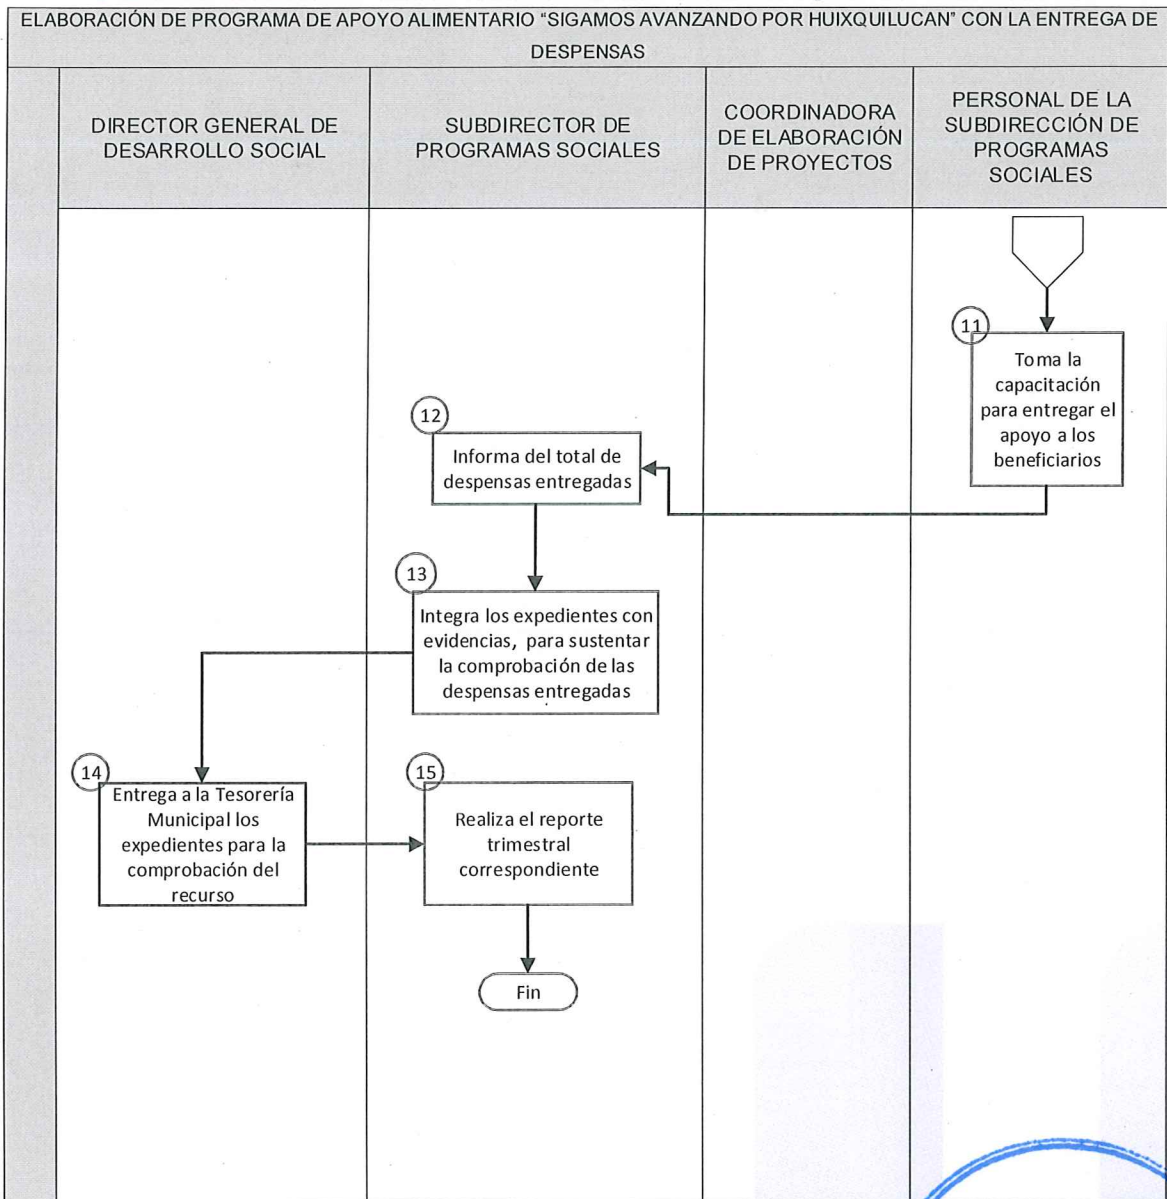 ELABORACIÓN DE PROGRAMA DE APOYO ALIMENTARIO “SIGAMOS AVANZANDO POR HUIXQUILUCAN” CON LA ENTREGA DE
DESPENSAS
DIRECTOR GENERAL DE
DESARROLLO SOCIAL
SUBDIRECTOR DE
PROGRAMAS SOCIALES
COORDINADORA
DE ELABORACIÓN
DE PROYECTOS
PERSONAL DE LA
SUBDIRECCIÓN DE
PROGRAMAS
SOCIALES
11
Toma la
capacitación
para entregar el
apoyo a los
beneficiarios
12
Informa del total de
despensas entregadas
13
Integra los expedientes con
evidencias, para sustentar
la comprobación de las
despensas entregadas
14
Entrega a la Tesorería
Municipal los
expedientes para la
comprobación del
recurso
15
Realiza el reporte
trimestral
correspondiente
Fin